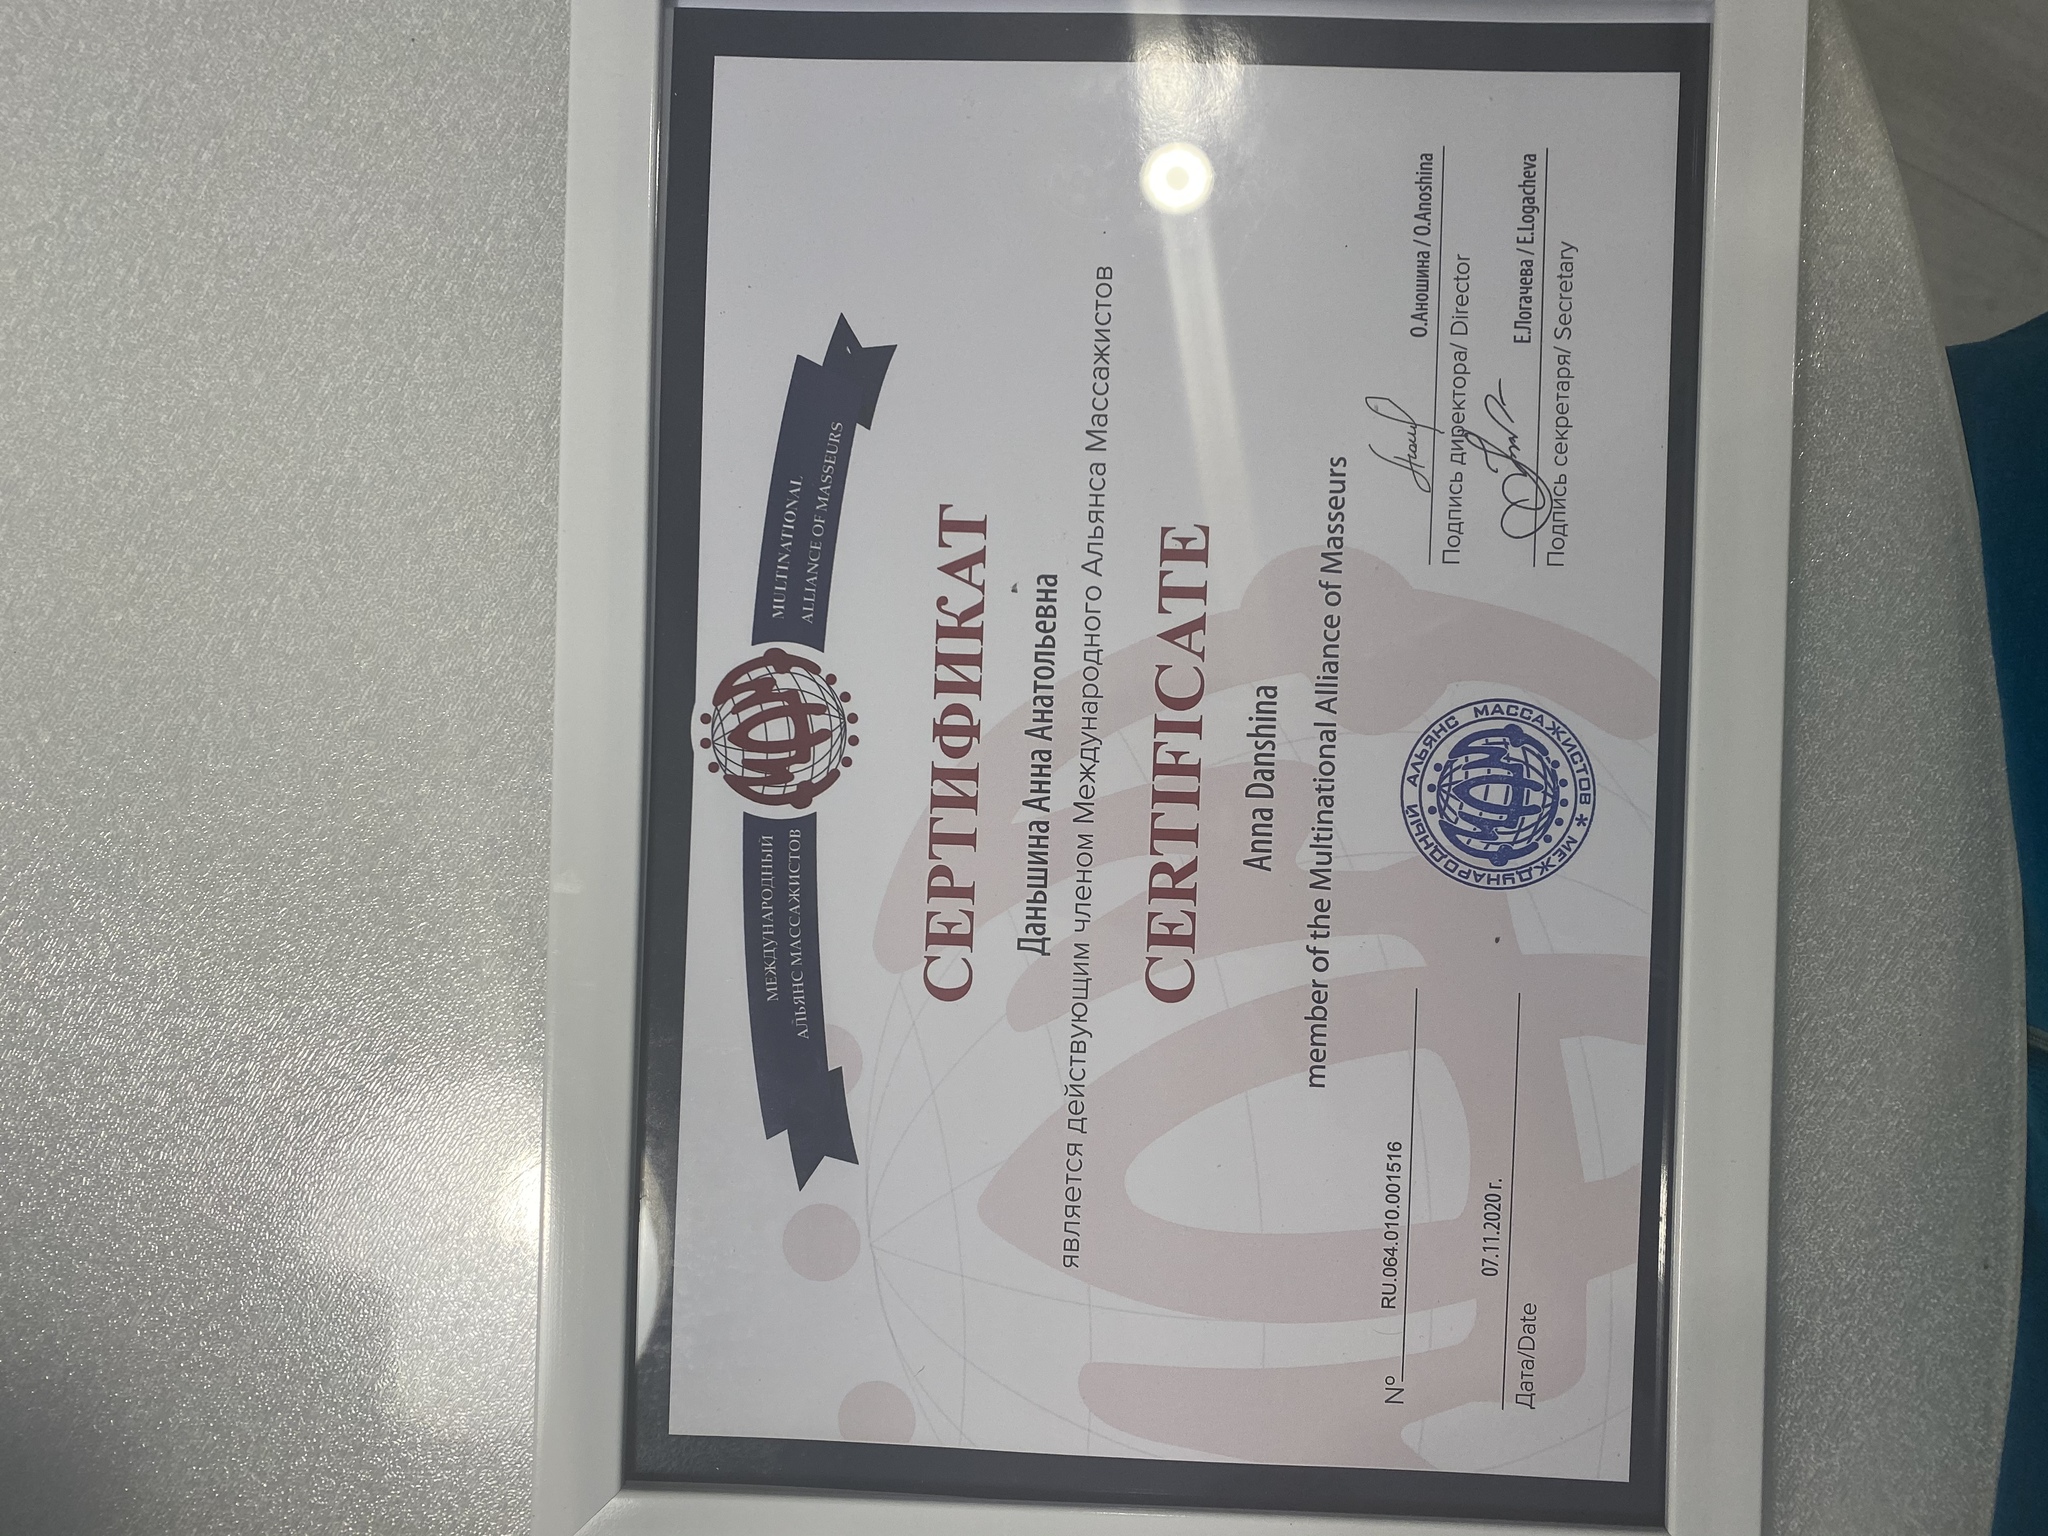 МЕЖДУНАРОДНЫЙ
АЛЬЯНС МАССАЖИСТОВ
МАМ
MULTINATIONAL
ALLIANCE OF MASSEURS
СЕРТИФИКАТ
Даньшина Анна Анатольевна
является действующим членом Международного Альянса Массажистов
CERTIFICATE
Anna Danshina
member of the Multinational Alliance of Masseurs
№ RU.064.010.001516
07.11.2020 г.
Дата/Date
МЕЖДУНАРОДНЫЙ АЛЬЯНС МАССАЖИСТОВ *
МАМ
О.Аношина / O.Anoshina
Подпись директора/ Director
Е.Логачева / E.Logacheva
Подпись секретаря/ Secretary